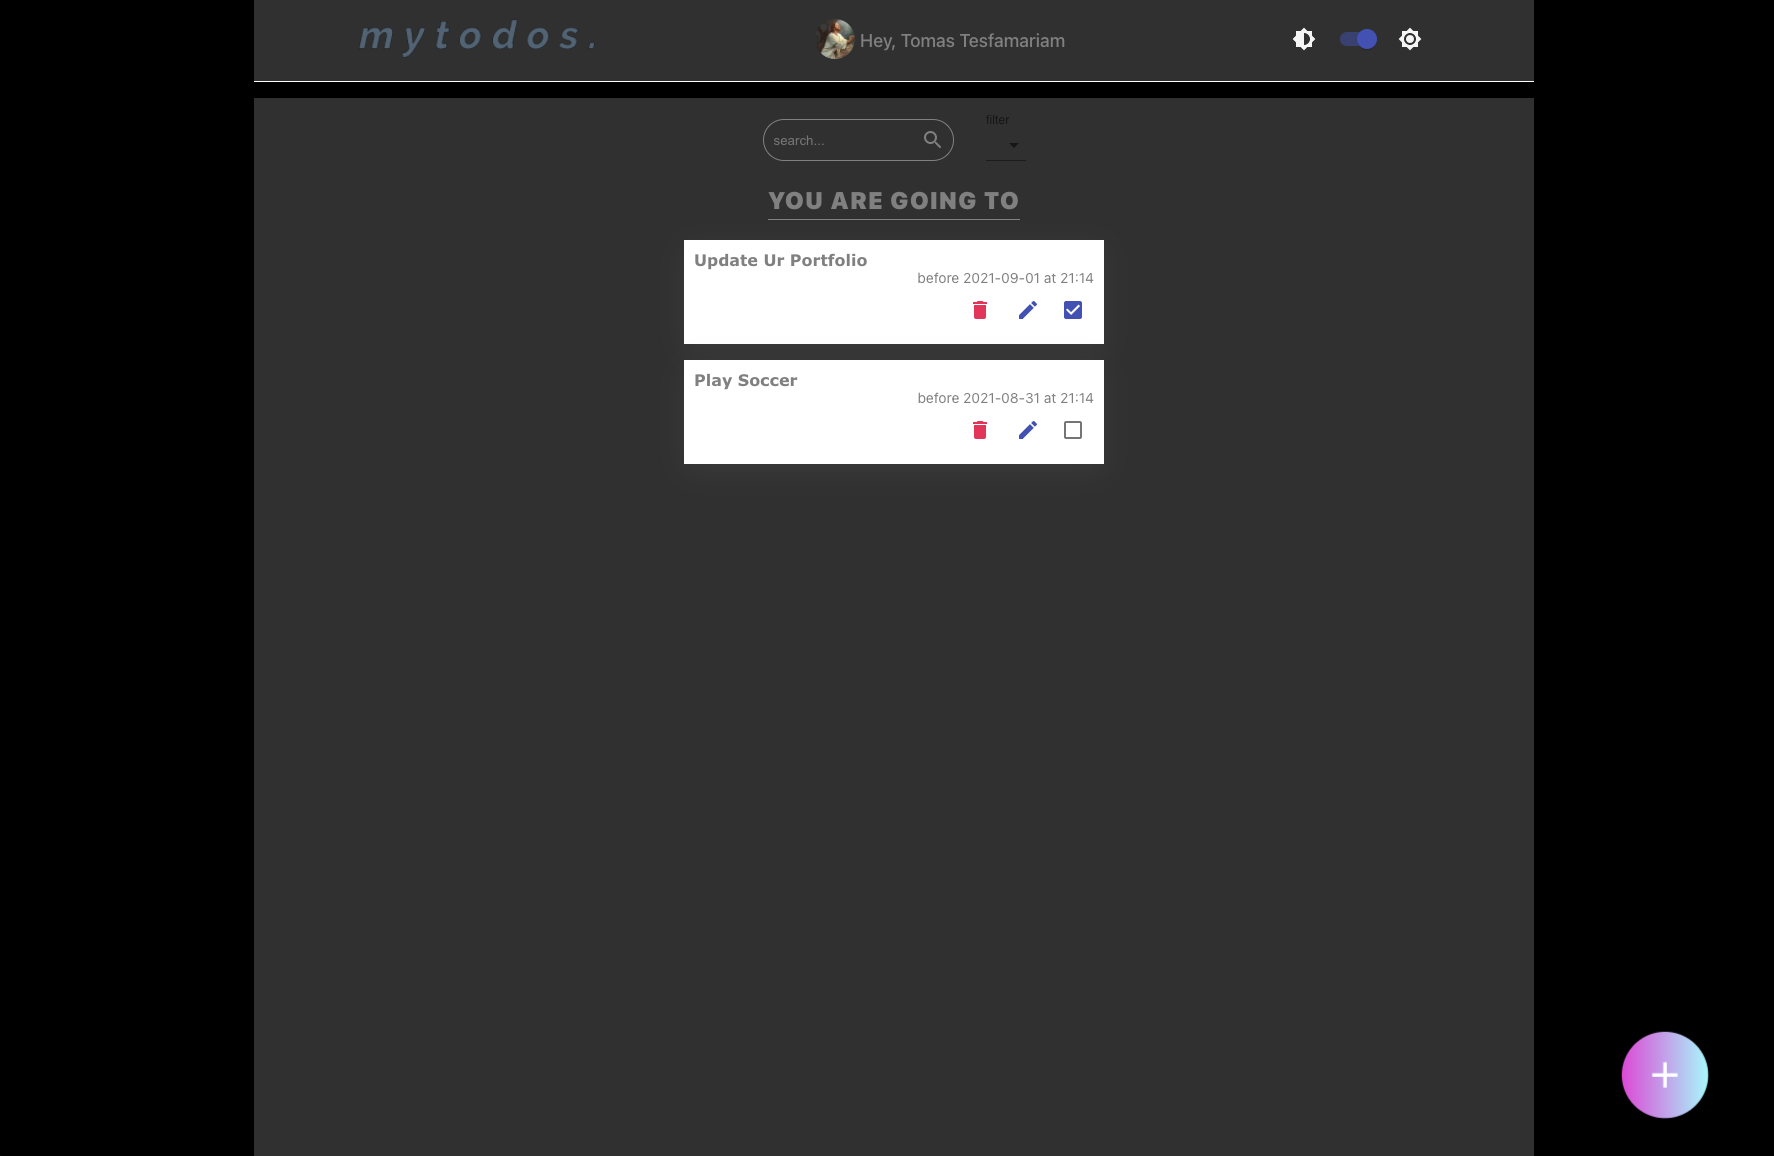 mytodos.
Hey, Tomas Tesfamariam
search...
filter
YOU ARE GOING TO
Update Ur Portfolio
before 2021-09-01 at 21:14
Play Soccer
before 2021-08-31 at 21:14